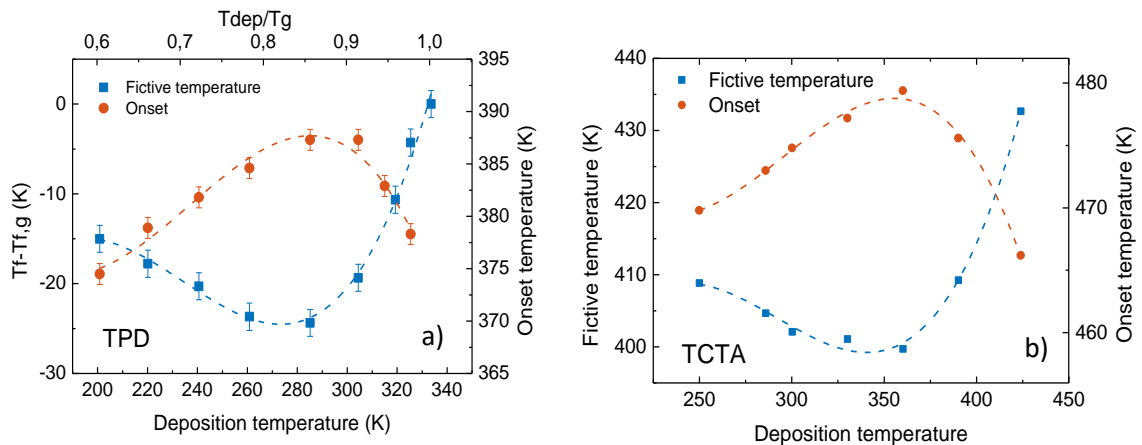 Tdep/Tg
0,6 0,7 0,8 0,9 1,0
Fictive temperature
Onset
0
-10
-20
-30
Tf-Tf,g (K)
395
390
385
380
375
370
365
Onset temperature (K)
TPD
a)
200 220 240 260 280 300 320 340
Deposition temperature (K)
Fictive temperature
Onset
440
430
420
410
400
Fictive temperature (K)
480
470
460
Onset temperature (K)
TCTA
b)
250 300 350 400 450
Deposition temperature